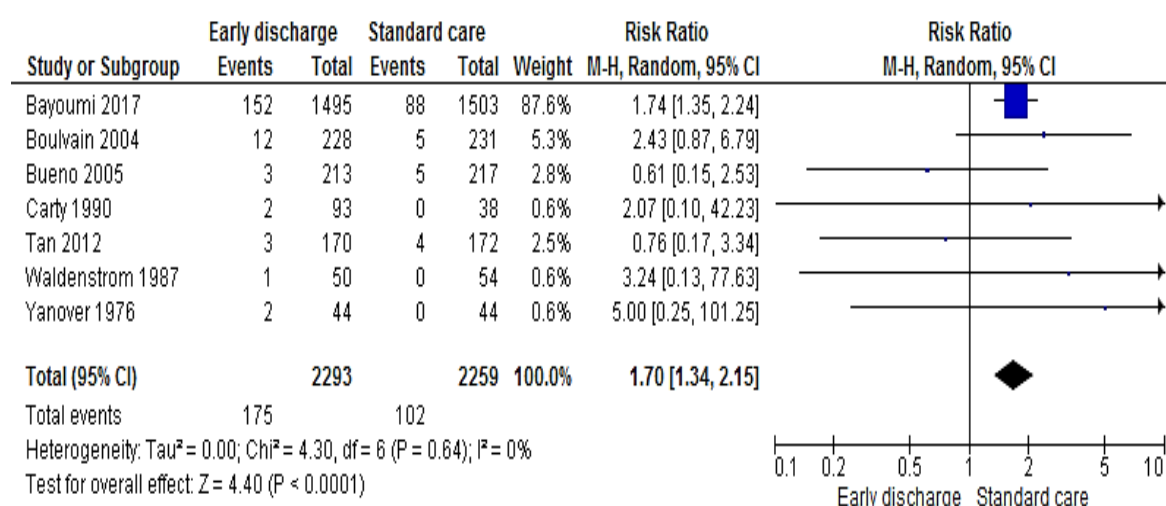 Early discharge Standard care Risk Ratio Risk Ratio
Study or Subgroup Events Total Events Total Weight M-H, Random, 95% CI M-H, Random, 95% CI
Bayoumi 2017 152 1495 88 1503 87.6% 1.74 [1.35, 2.24]
Boulvain 2004 12 228 5 231 5.3% 2.43 [0.87, 6.79]
Bueno 2005 3 213 5 217 2.8% 0.61 [0.15, 2.53]
Carty 1990 2 93 0 38 0.6% 2.07 [0.10, 42.23]
Tan 2012 3 170 4 172 2.5% 0.76 [0.17, 3.34]
Waldenstrom 1987 1 50 0 54 0.6% 3.24 [0.13, 77.63]
Yanover 1976 2 44 0 44 0.6% 5.00 [0.25, 101.25]
Total (95% CI) 2293 2259 100.0% 1.70 [1.34, 2.15]
Total events 175 102
Heterogeneity: Tau² = 0.00; Chi² = 4.30, df = 6 (P = 0.64); I² = 0%
Test for overall effect: Z = 4.40 (P < 0.0001)
0.1 0.2 0.5 1 2 5 10
Early discharge Standard care